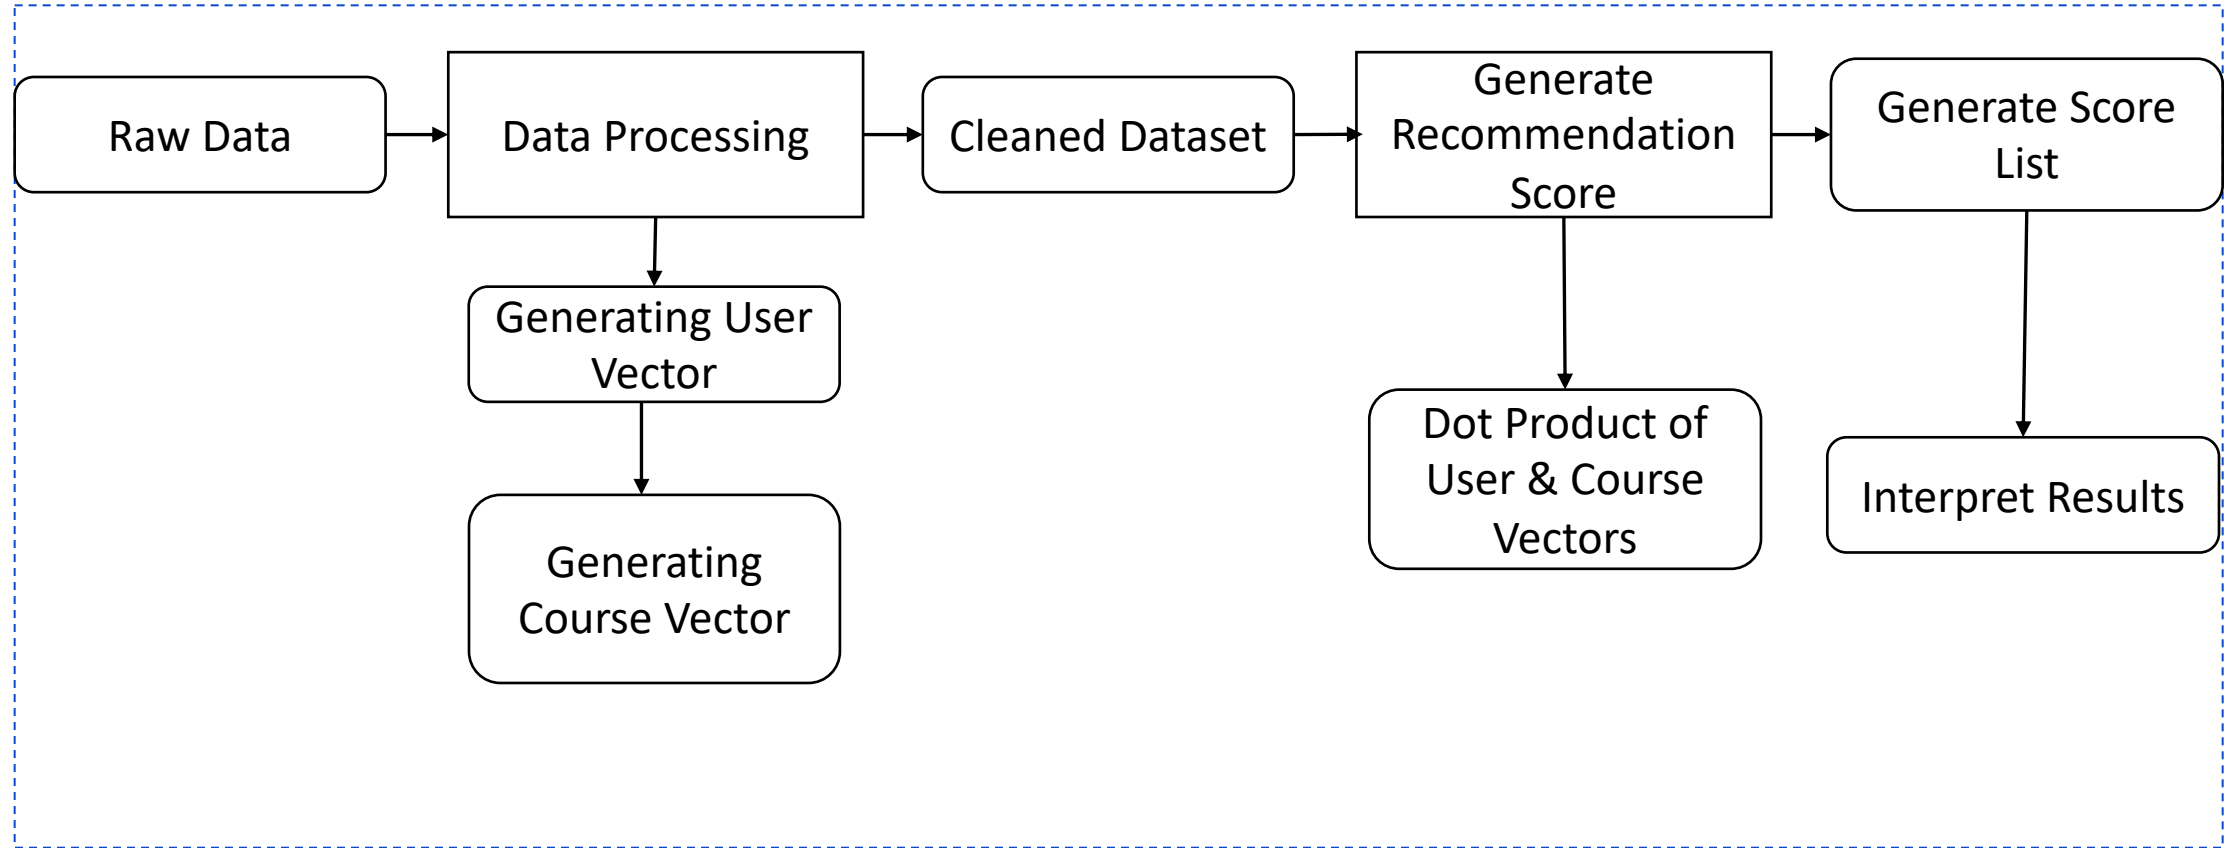 Raw Data
Data Processing
Cleaned Dataset
Generate
Recommendation
Score
Generate Score
List
Generating User
Vector
Generating
Course Vector
Dot Product of
User & Course
Vectors
Interpret Results